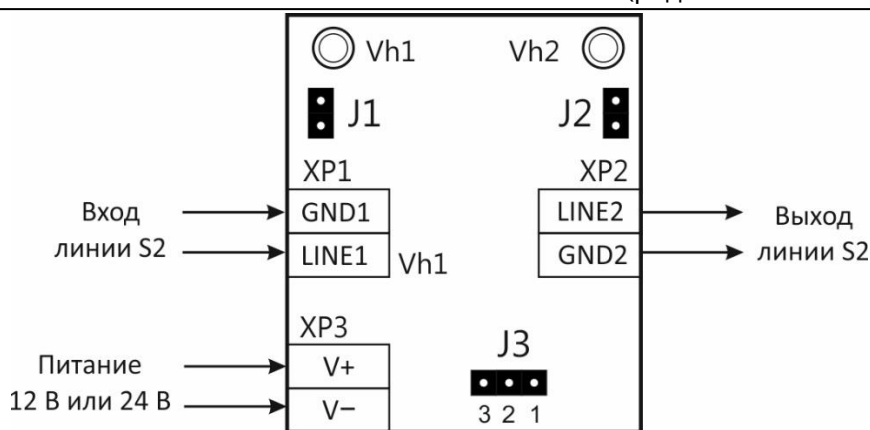 Vh1 Vh2
J1 J2
XP1 XP2
Вход
линии S2
GND1 LINE2
LINE1 GND2
Vh1
Выход
линии S2
XP3
J3
Питание
12 В или 24 В
V+
V−
3 2 1